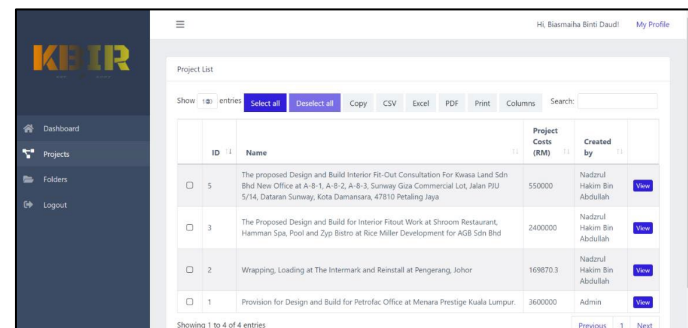 Hi, Biasmaiha Binti Daud! My Profile
KBIR
Project List
Show entries Select all Deselect all Copy CSV Excel PDF Print Columns Search:
Dashboard
Projects
Folders
Logout
ID Name Project Costs (RM) Created by
5 The proposed Design and Build Interior Fit-Out Consultation For Kwasa Land Sdn
Bhd New Office at A-8-1, A-8-2, A-8-3, Sunway Giza Commercial Lot, Jalan PJU
5/14, Dataran Sunway, Kota Damansara, 47810 Petaling Jaya
550000 Nadzrul Hakim Bin Abdullah View
3 The Proposed Design and Build for Interior Fitout Work at Shroom Restaurant,
Hamman Spa, Pool and Zyp Bistro at Rice Miller Development for AGB Sdn Bhd
2400000 Nadzrul Hakim Bin Abdullah View
2 Wrapping, Loading at The Intermark and Reinstall at Pengerang, Johor 169870.3 Nadzrul Hakim Bin Abdullah View
1 Provision for Design and Build for Petrofac Office at Menara Prestige Kuala Lumpur. 3600000 Admin View
Showing 1 to 4 of 4 entries
Previous 1 Next